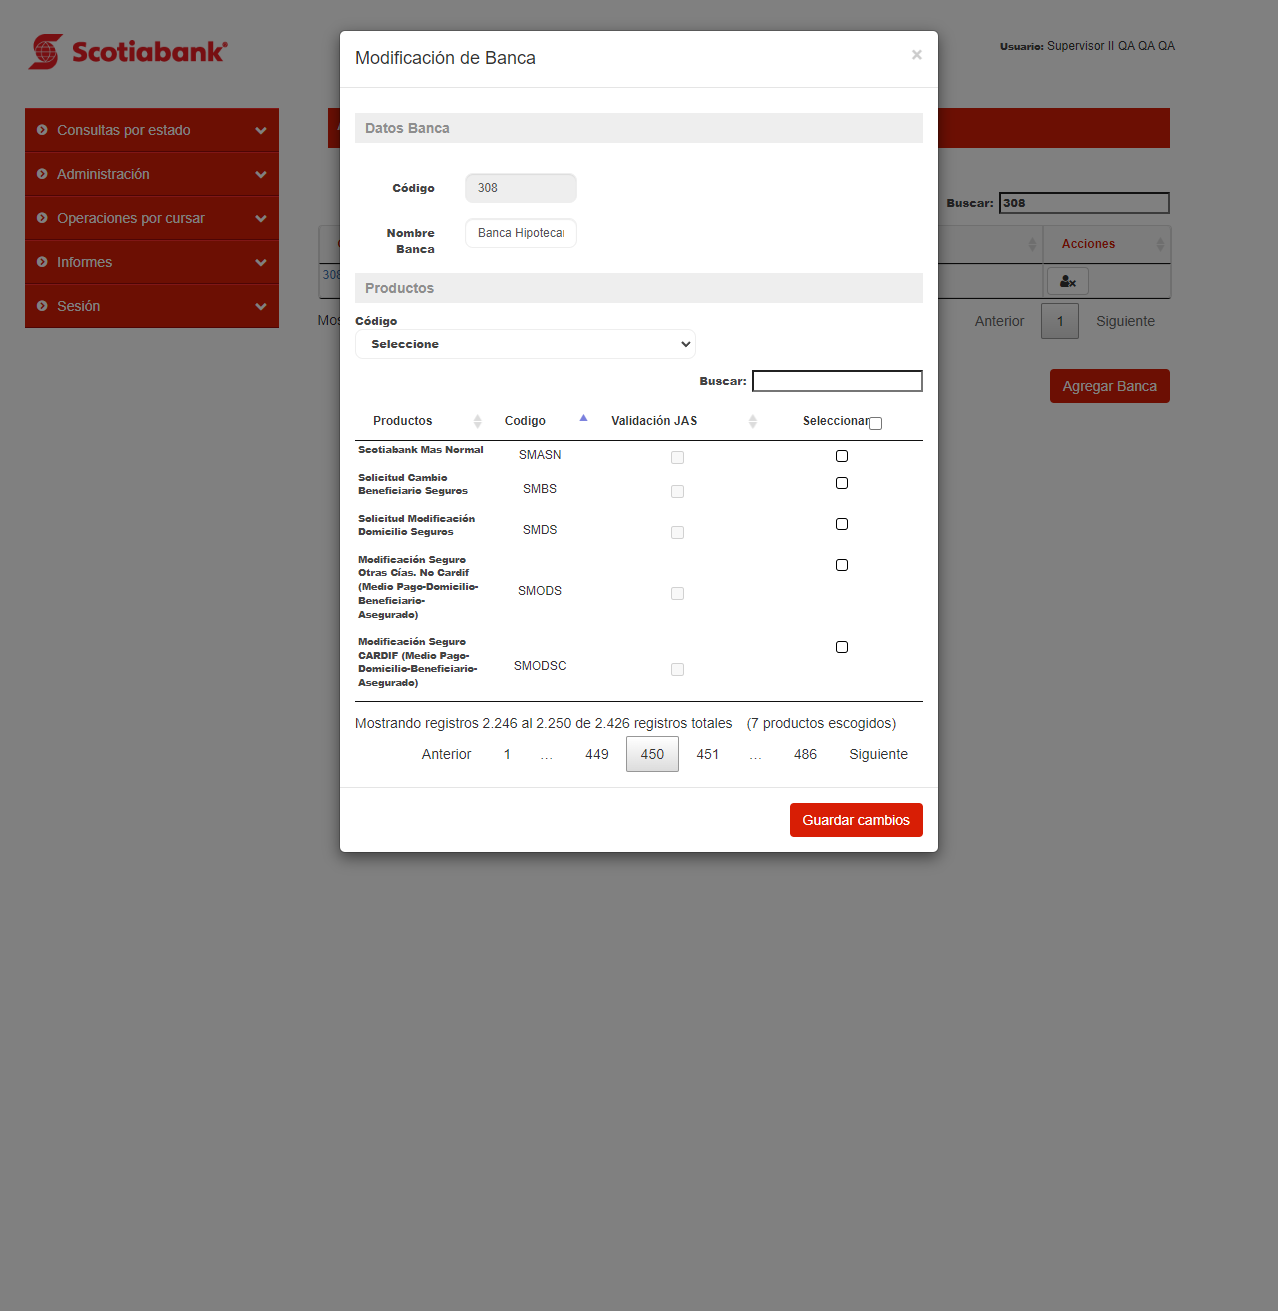 Scotiabank
Usuario: Supervisor II QA QA QA
Consultas por estado
Administración
Operaciones por cursar
Informes
Sesión
Buscar: 308
Acciones
308
Anterior 1 Siguiente
Agregar Banca
Modificación de Banca ×
Datos Banca
Código 308
Nombre
Banca
Banca
Productos
Código
Seleccione
Buscar:
Productos Codigo Validación JAS Seleccionar
Scotiabank Mas Normal SMASN
Solicitud Cambio
Beneficiario Seguros
SMBS
Solicitud Modificación
Domicilio Seguros
SMDS
Modificación Seguro
Otras Cías. No Cardif
(Medio Pago-Domicilio-
Beneficiario-
Asegurado)
SMODS
Modificación Seguro
CARDIF (Medio Pago-
Domicilio-Beneficiario-
Asegurado)
SMODSC
Mostrando registros 2.246 al 2.250 de 2.426 registros totales (7 productos escogidos)
Anterior 1 … 449 450 451 … 486 Siguiente
Guardar cambios